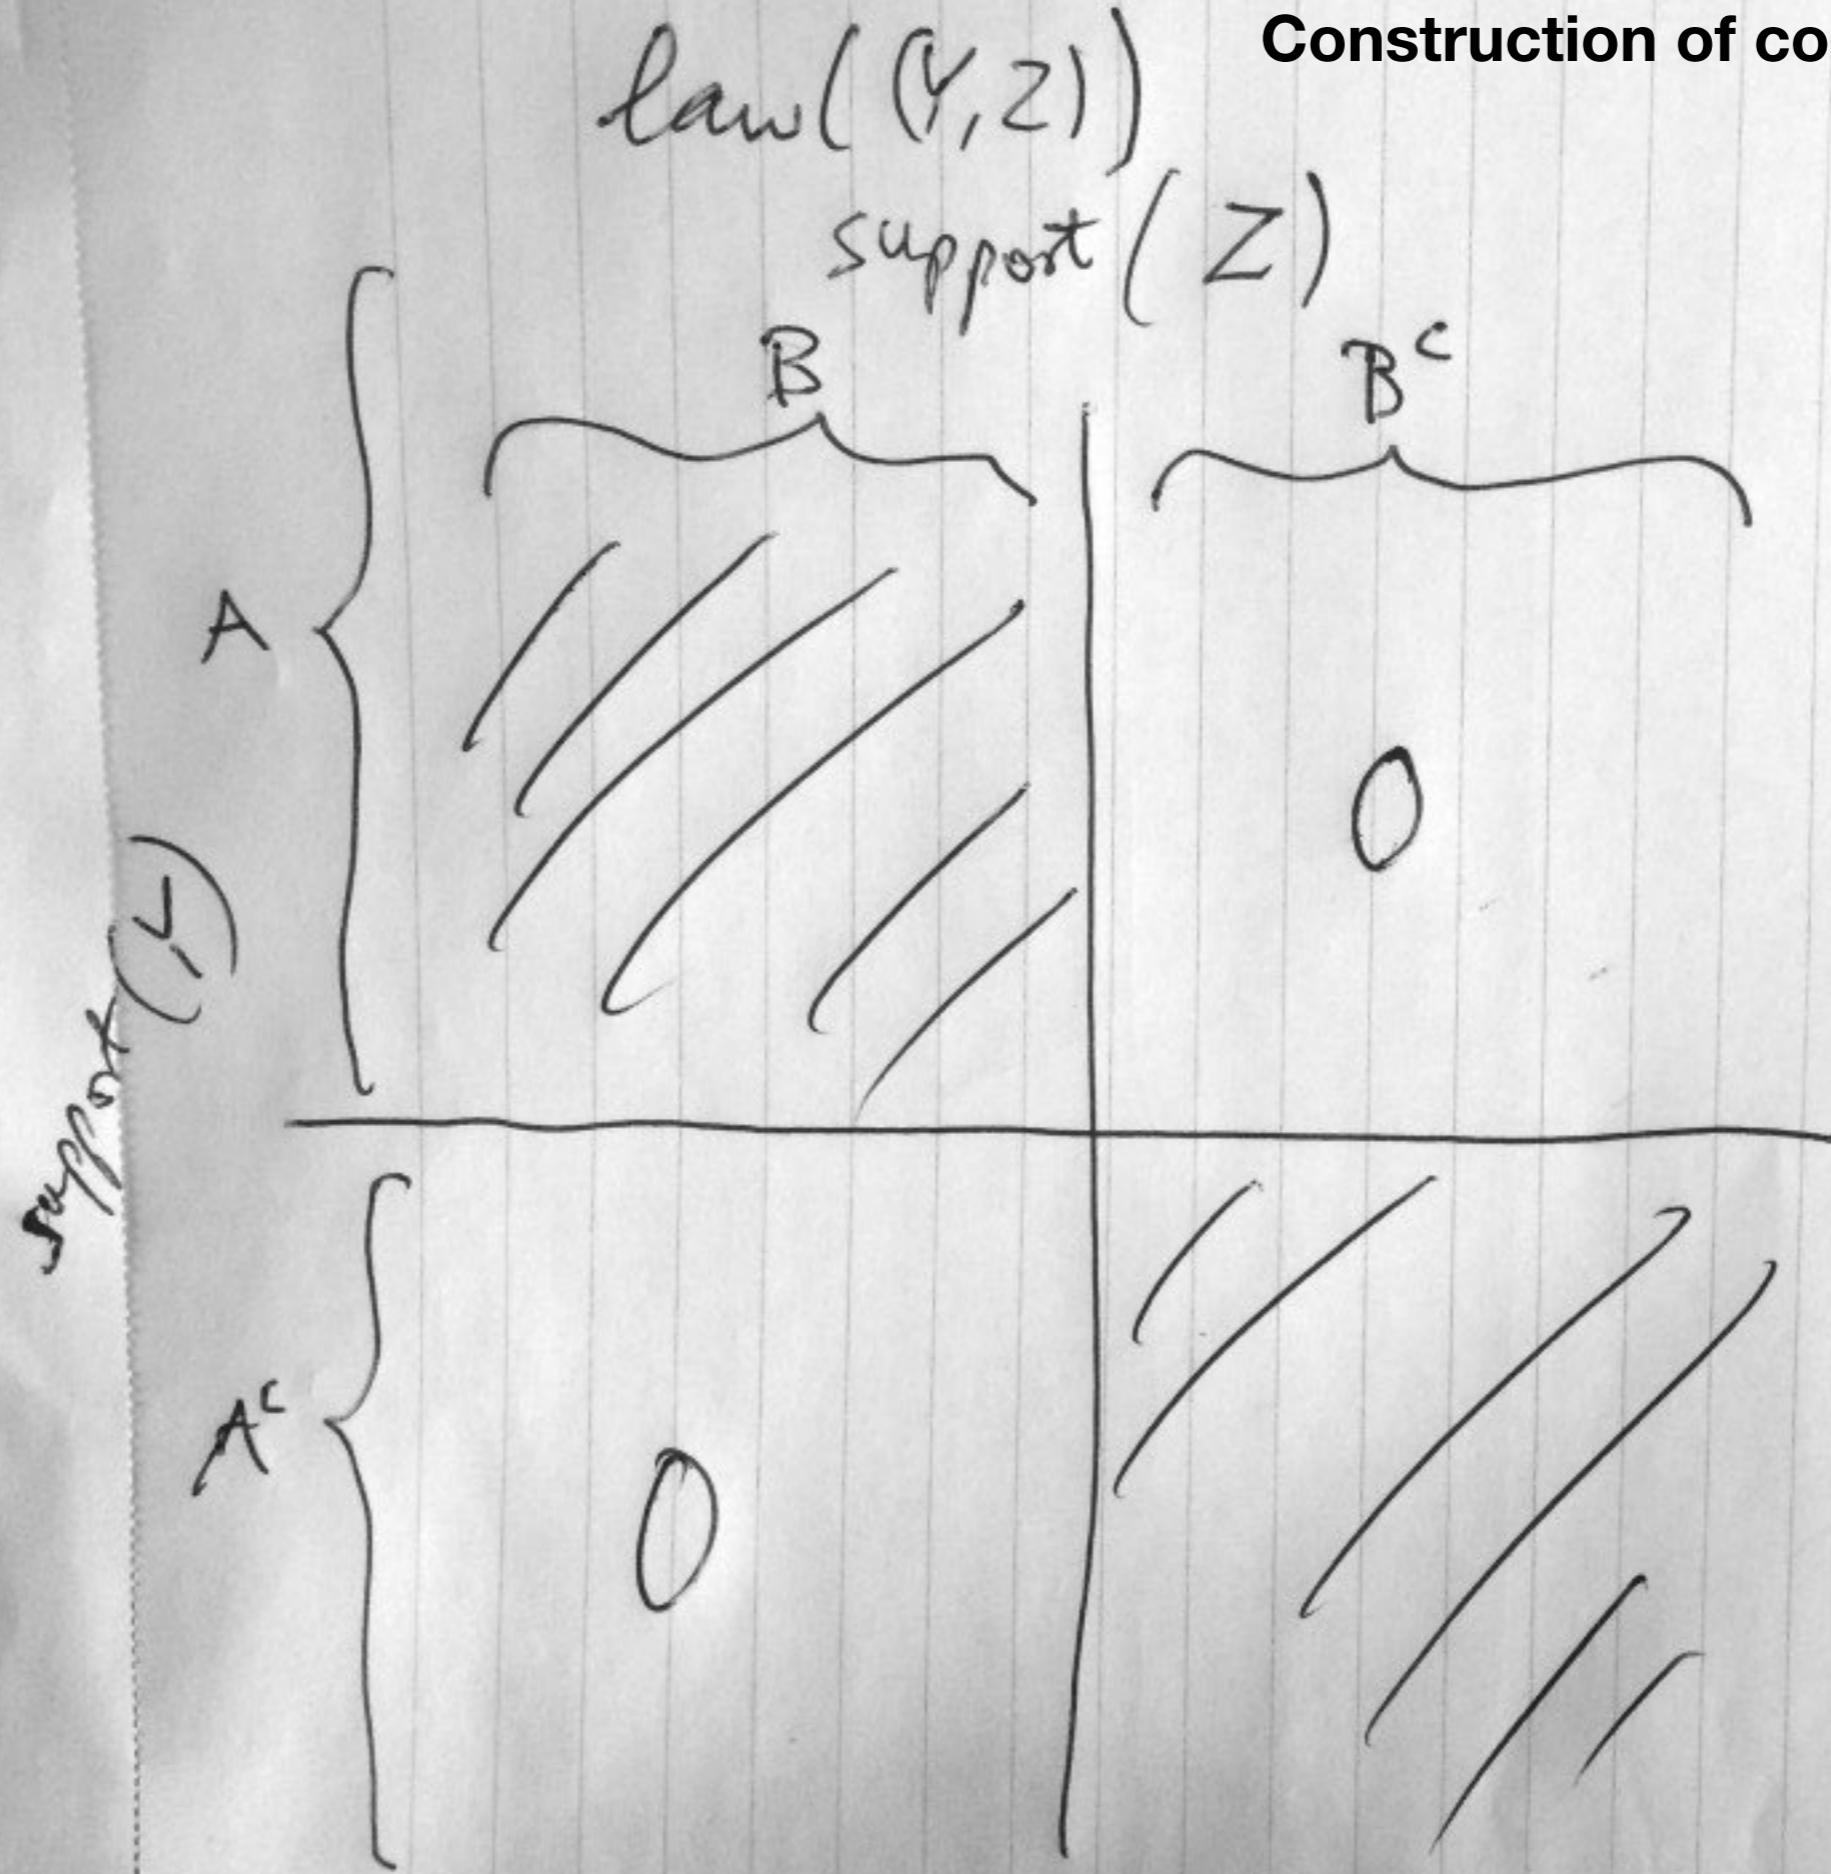 Construction of co
law((Y,Z))
support(Z)
B
B^c
A
0
support(Y)
A^c
0